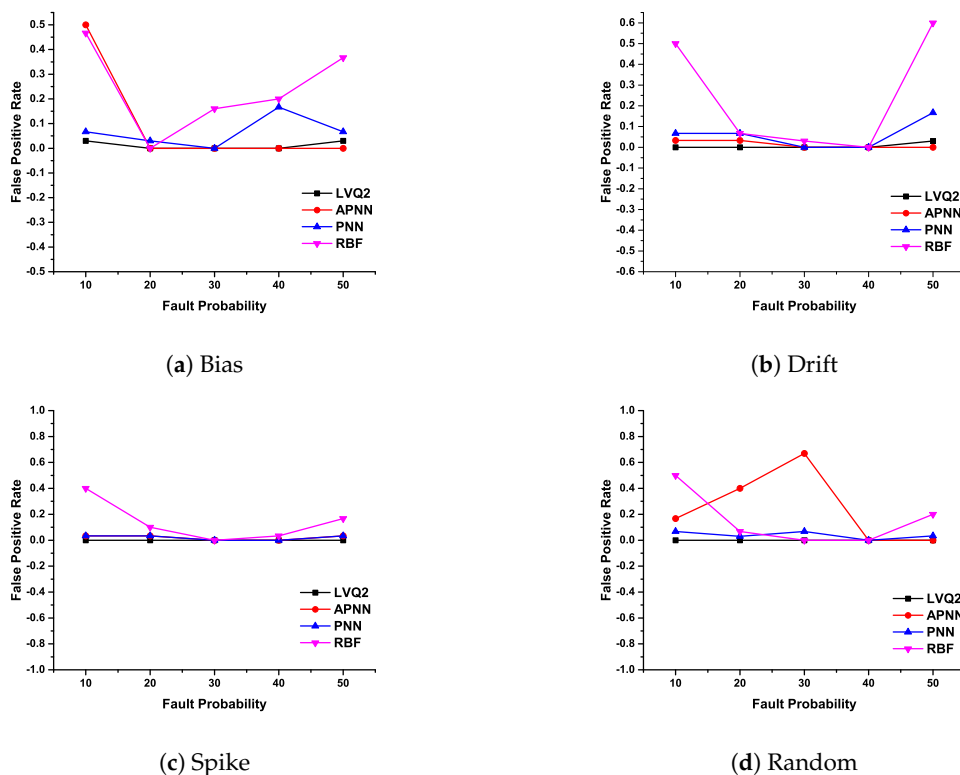 0.5
0.4
0.3
0.2
0.1
0.0
-0.1
-0.2
-0.3
-0.4
-0.5
False Positive Rate
10 20 30 40 50
Fault Probability
LVQ2
APNN
PNN
RBF
(a) Bias
0.6
0.5
0.4
0.3
0.2
0.1
0.0
-0.1
-0.2
-0.3
-0.4
-0.5
-0.6
False Positive Rate
10 20 30 40 50
Fault Probability
LVQ2
APNN
PNN
RBF
(b) Drift
1.0
0.8
0.6
0.4
0.2
0.0
-0.2
-0.4
-0.6
-0.8
-1.0
False Positive Rate
10 20 30 40 50
Fault Probability
LVQ2
APNN
PNN
RBF
(c) Spike
1.0
0.8
0.6
0.4
0.2
0.0
-0.2
-0.4
-0.6
-0.8
-1.0
False Positive Rate
10 20 30 40 50
Fault Probability
LVQ2
APNN
PNN
RBF
(d) Random